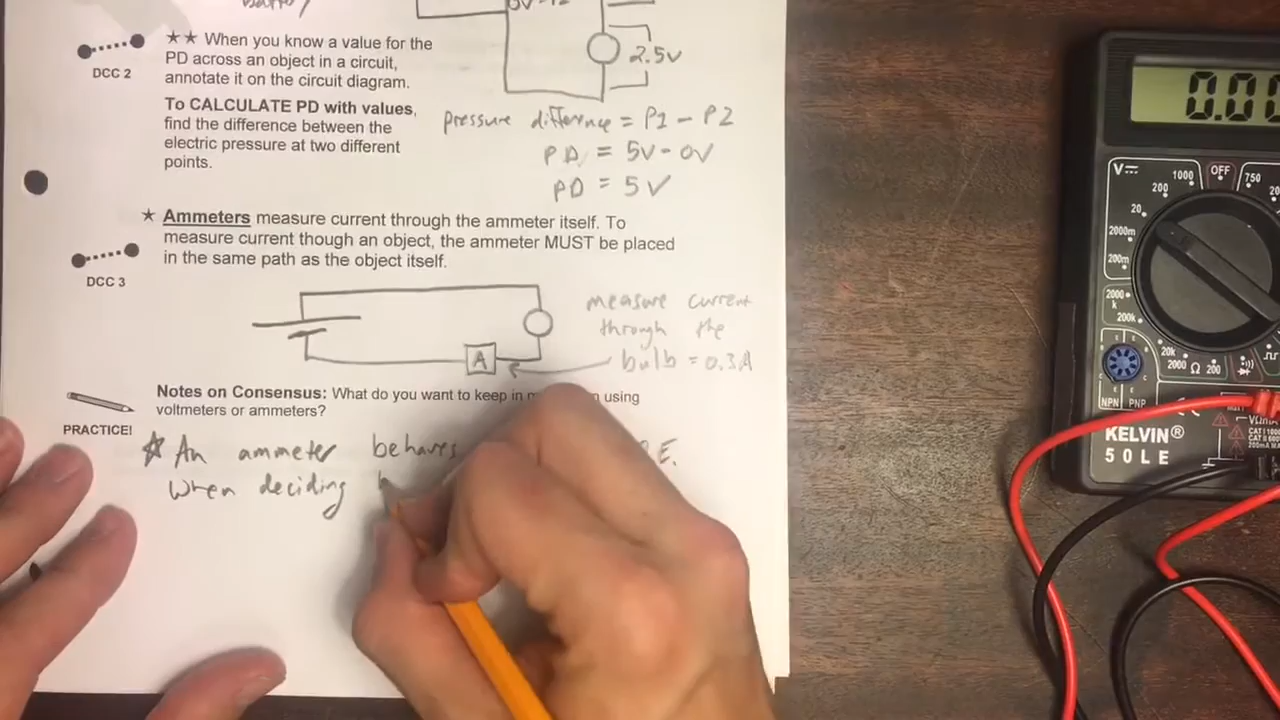 battery
2.5V
★★ When you know a value for the
PD across an object in a circuit,
annotate it on the circuit diagram.
DCC 2
To CALCULATE PD with values,
find the difference between the
electric pressure at two different
points.
pressure difference = P1 - P2
PD = 5V - 0V
PD = 5V
★ Ammeters measure current through the ammeter itself. To
measure current though an object, the ammeter MUST be placed
in the same path as the object itself.
DCC 3
A
measure current
through the
bulb = 0.3A
Notes on Consensus: What do you want to keep in using
voltmeters or ammeters?
PRACTICE!
☆ An ammeter behaves
When deciding
0.00
V 1000 OFF 750
200
20
2000m
200m
2000
k
200k
20k
2000 Ω 200
NPN PNP
KELVIN®
50LE